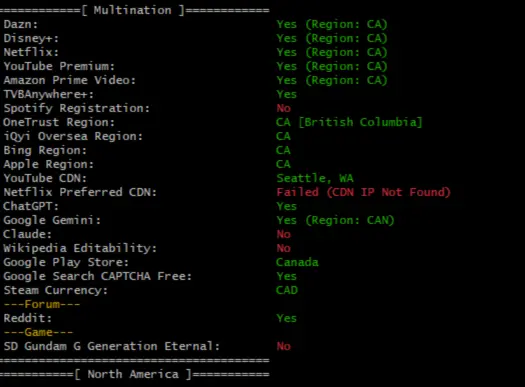 ============[ Multination ]============
Dazn: Yes (Region: CA)
Disney+: Yes (Region: CA)
Netflix: Yes (Region: CA)
YouTube Premium: Yes (Region: CA)
Amazon Prime Video: Yes (Region: CA)
TVBAnywhere+: Yes
Spotify Registration: No
OneTrust Region: CA [British Columbia]
iQyi Oversea Region: CA
Bing Region: CA
Apple Region: CA
YouTube CDN: Seattle, WA
Netflix Preferred CDN: Failed (CDN IP Not Found)
ChatGPT: Yes
Google Gemini: Yes (Region: CAN)
Claude: No
Wikipedia Editability: No
Google Play Store: Canada
Google Search CAPTCHA Free: Yes
Steam Currency: CAD
---Forum---
Reddit: Yes
---Game---
SD Gundam G Generation Eternal: No
=======================================
===========[ North America ]===========